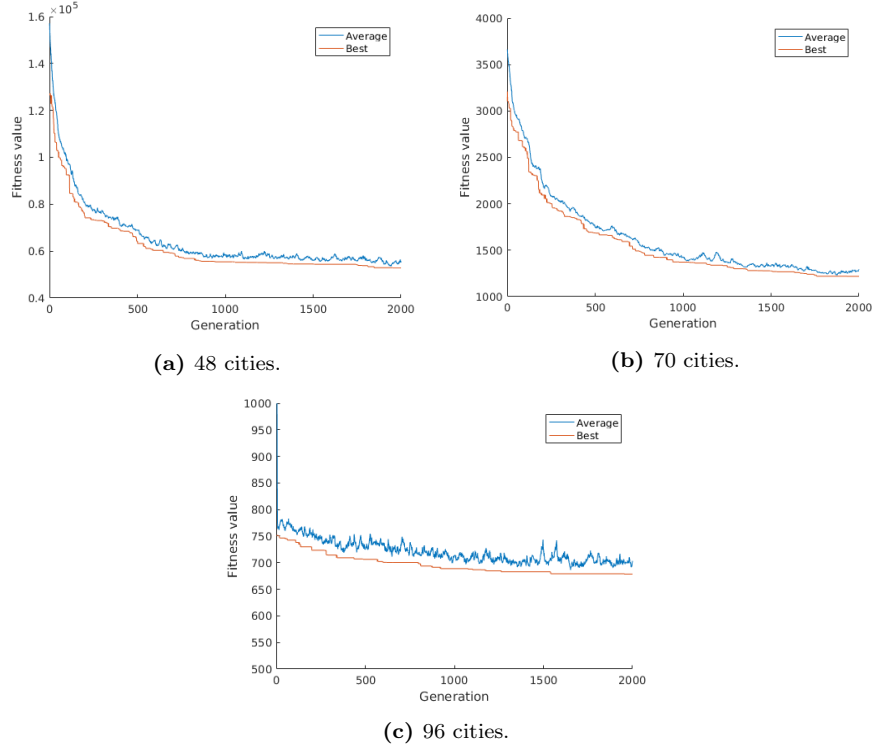 1.6 ×10^5
Average
Best
1.4
1.2
1
0.8
0.6
0.4
Fitness value
0 500 1000 1500 2000
Generation
(a) 48 cities.
4000
Average
Best
3500
3000
2500
2000
1500
1000
Fitness value
0 500 1000 1500 2000
Generation
(b) 70 cities.
1000
Average
Best
950
900
850
800
750
700
650
600
550
500
Fitness value
0 500 1000 1500 2000
Generation
(c) 96 cities.